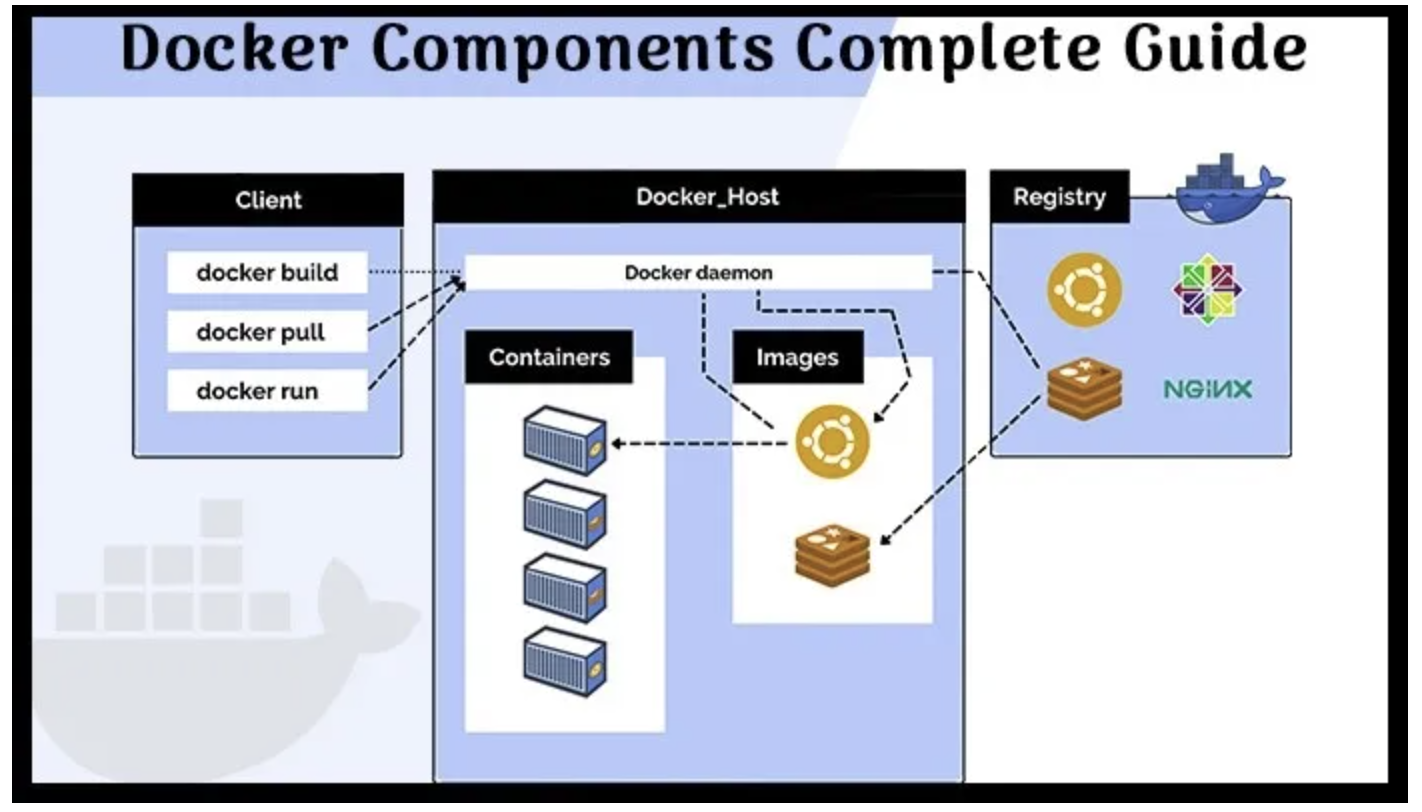 Docker Components Complete Guide
Client
docker build
docker pull
docker run
Docker_Host
Docker daemon
Containers
Images
Registry
NGINX